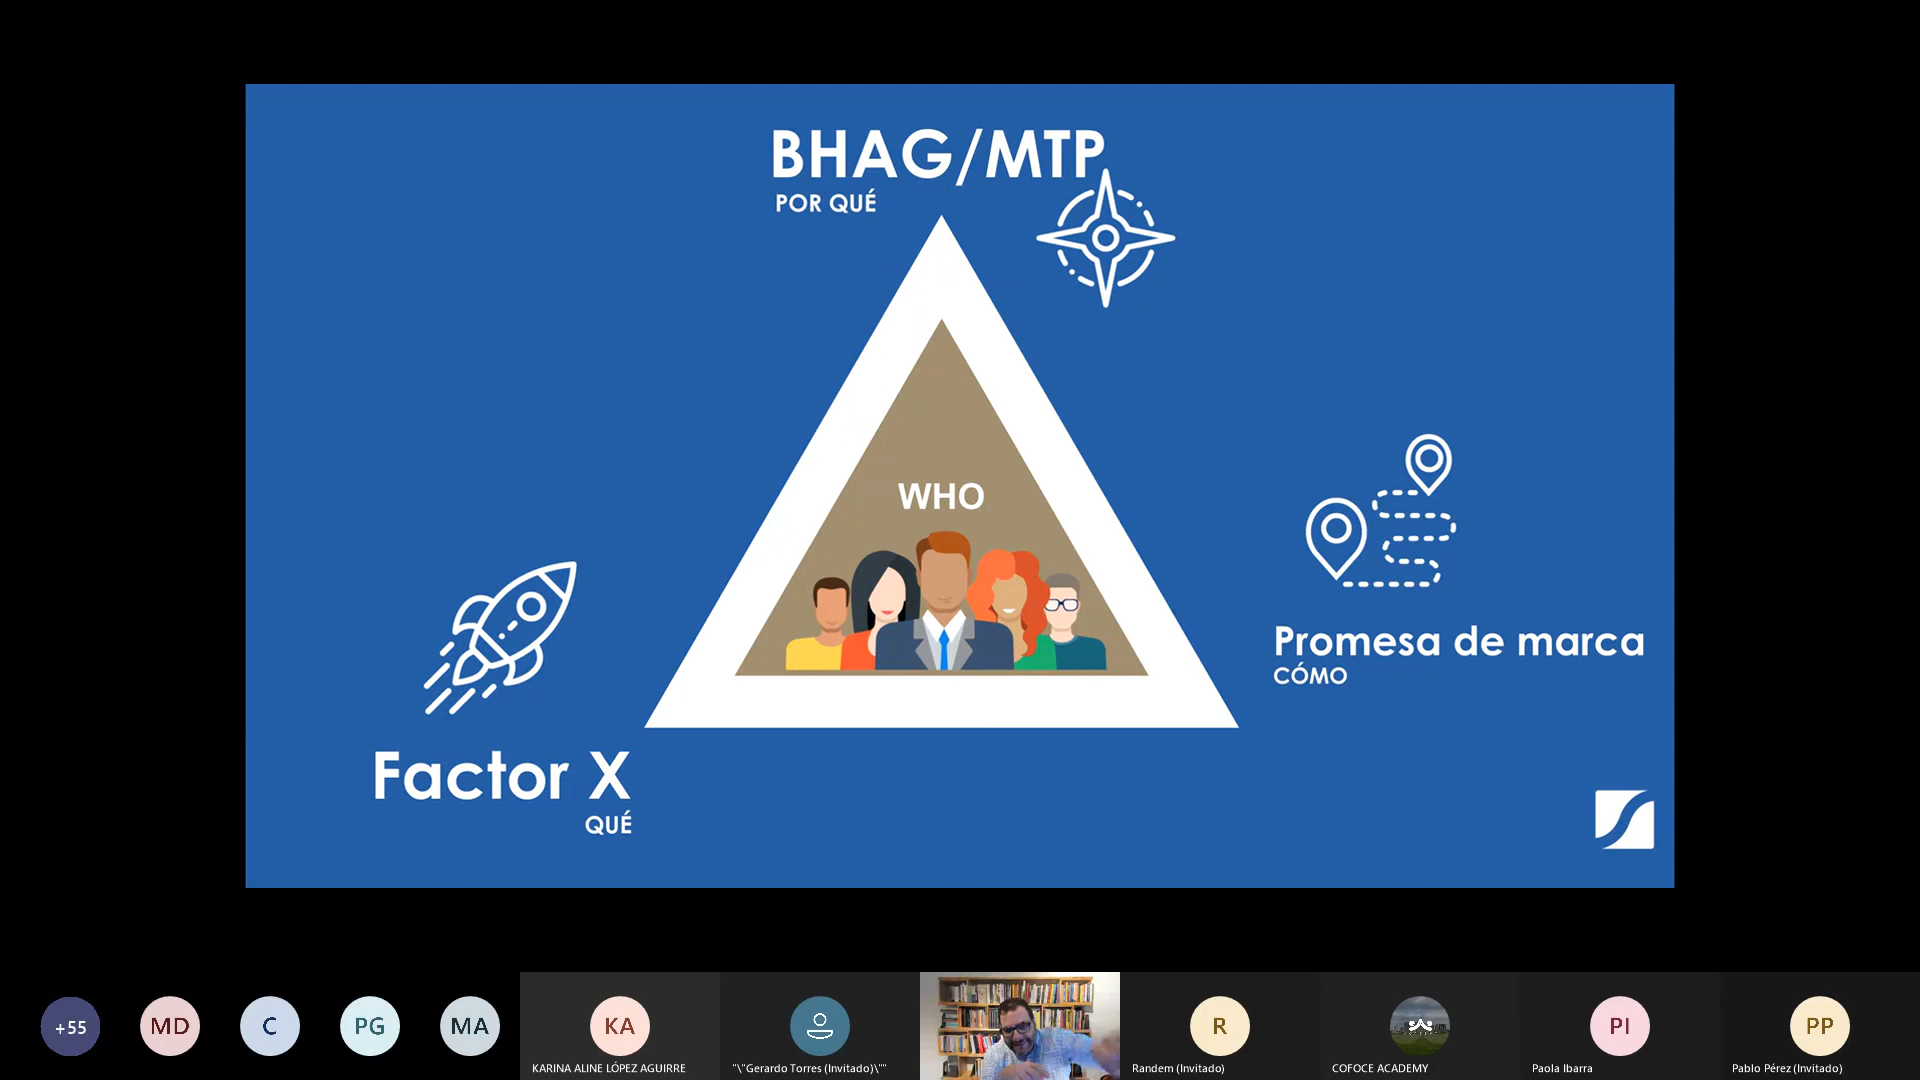 BHAG/MTP
POR QUÉ
WHO
Promesa de marca
CÓMO
Factor X
QUÉ
+55
MD
C
PG
MA
KA
R
PI
PP
KARINA ALINE LÓPEZ AGUIRRE
"\"Gerardo Torres (Invitado)\""
Randem (Invitado)
COFOCE ACADEMY
Paola Ibarra
Pablo Pérez (Invitado)